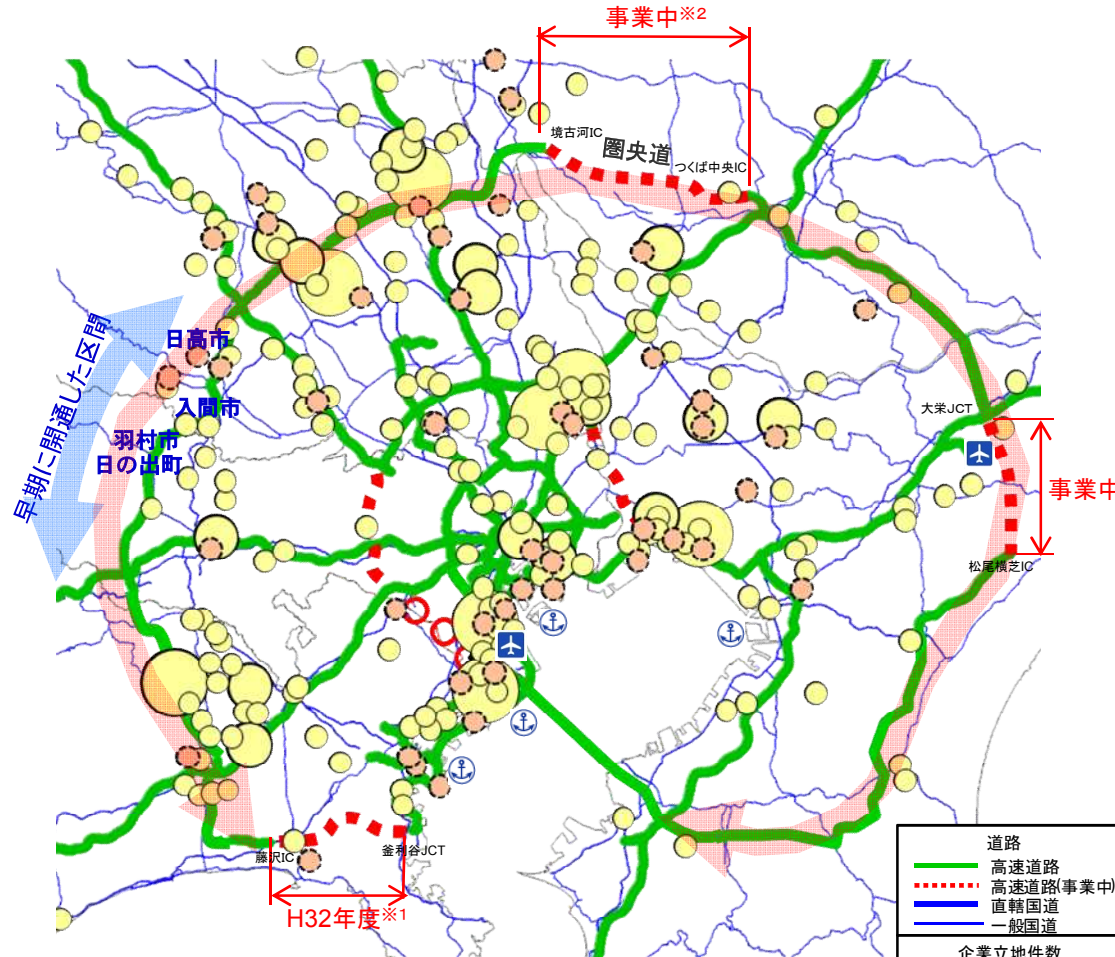 事業中※2
境古河IC
圏央道
つくば中央IC
早期に開通した区間
日高市
入間市
羽村市
日の出町
大栄JCT
事業中
松尾横芝IC
藤沢IC
釜利谷JCT
H32年度※1
道路
高速道路
高速道路(事業中)
直轄国道
一般国道
企業立地件数